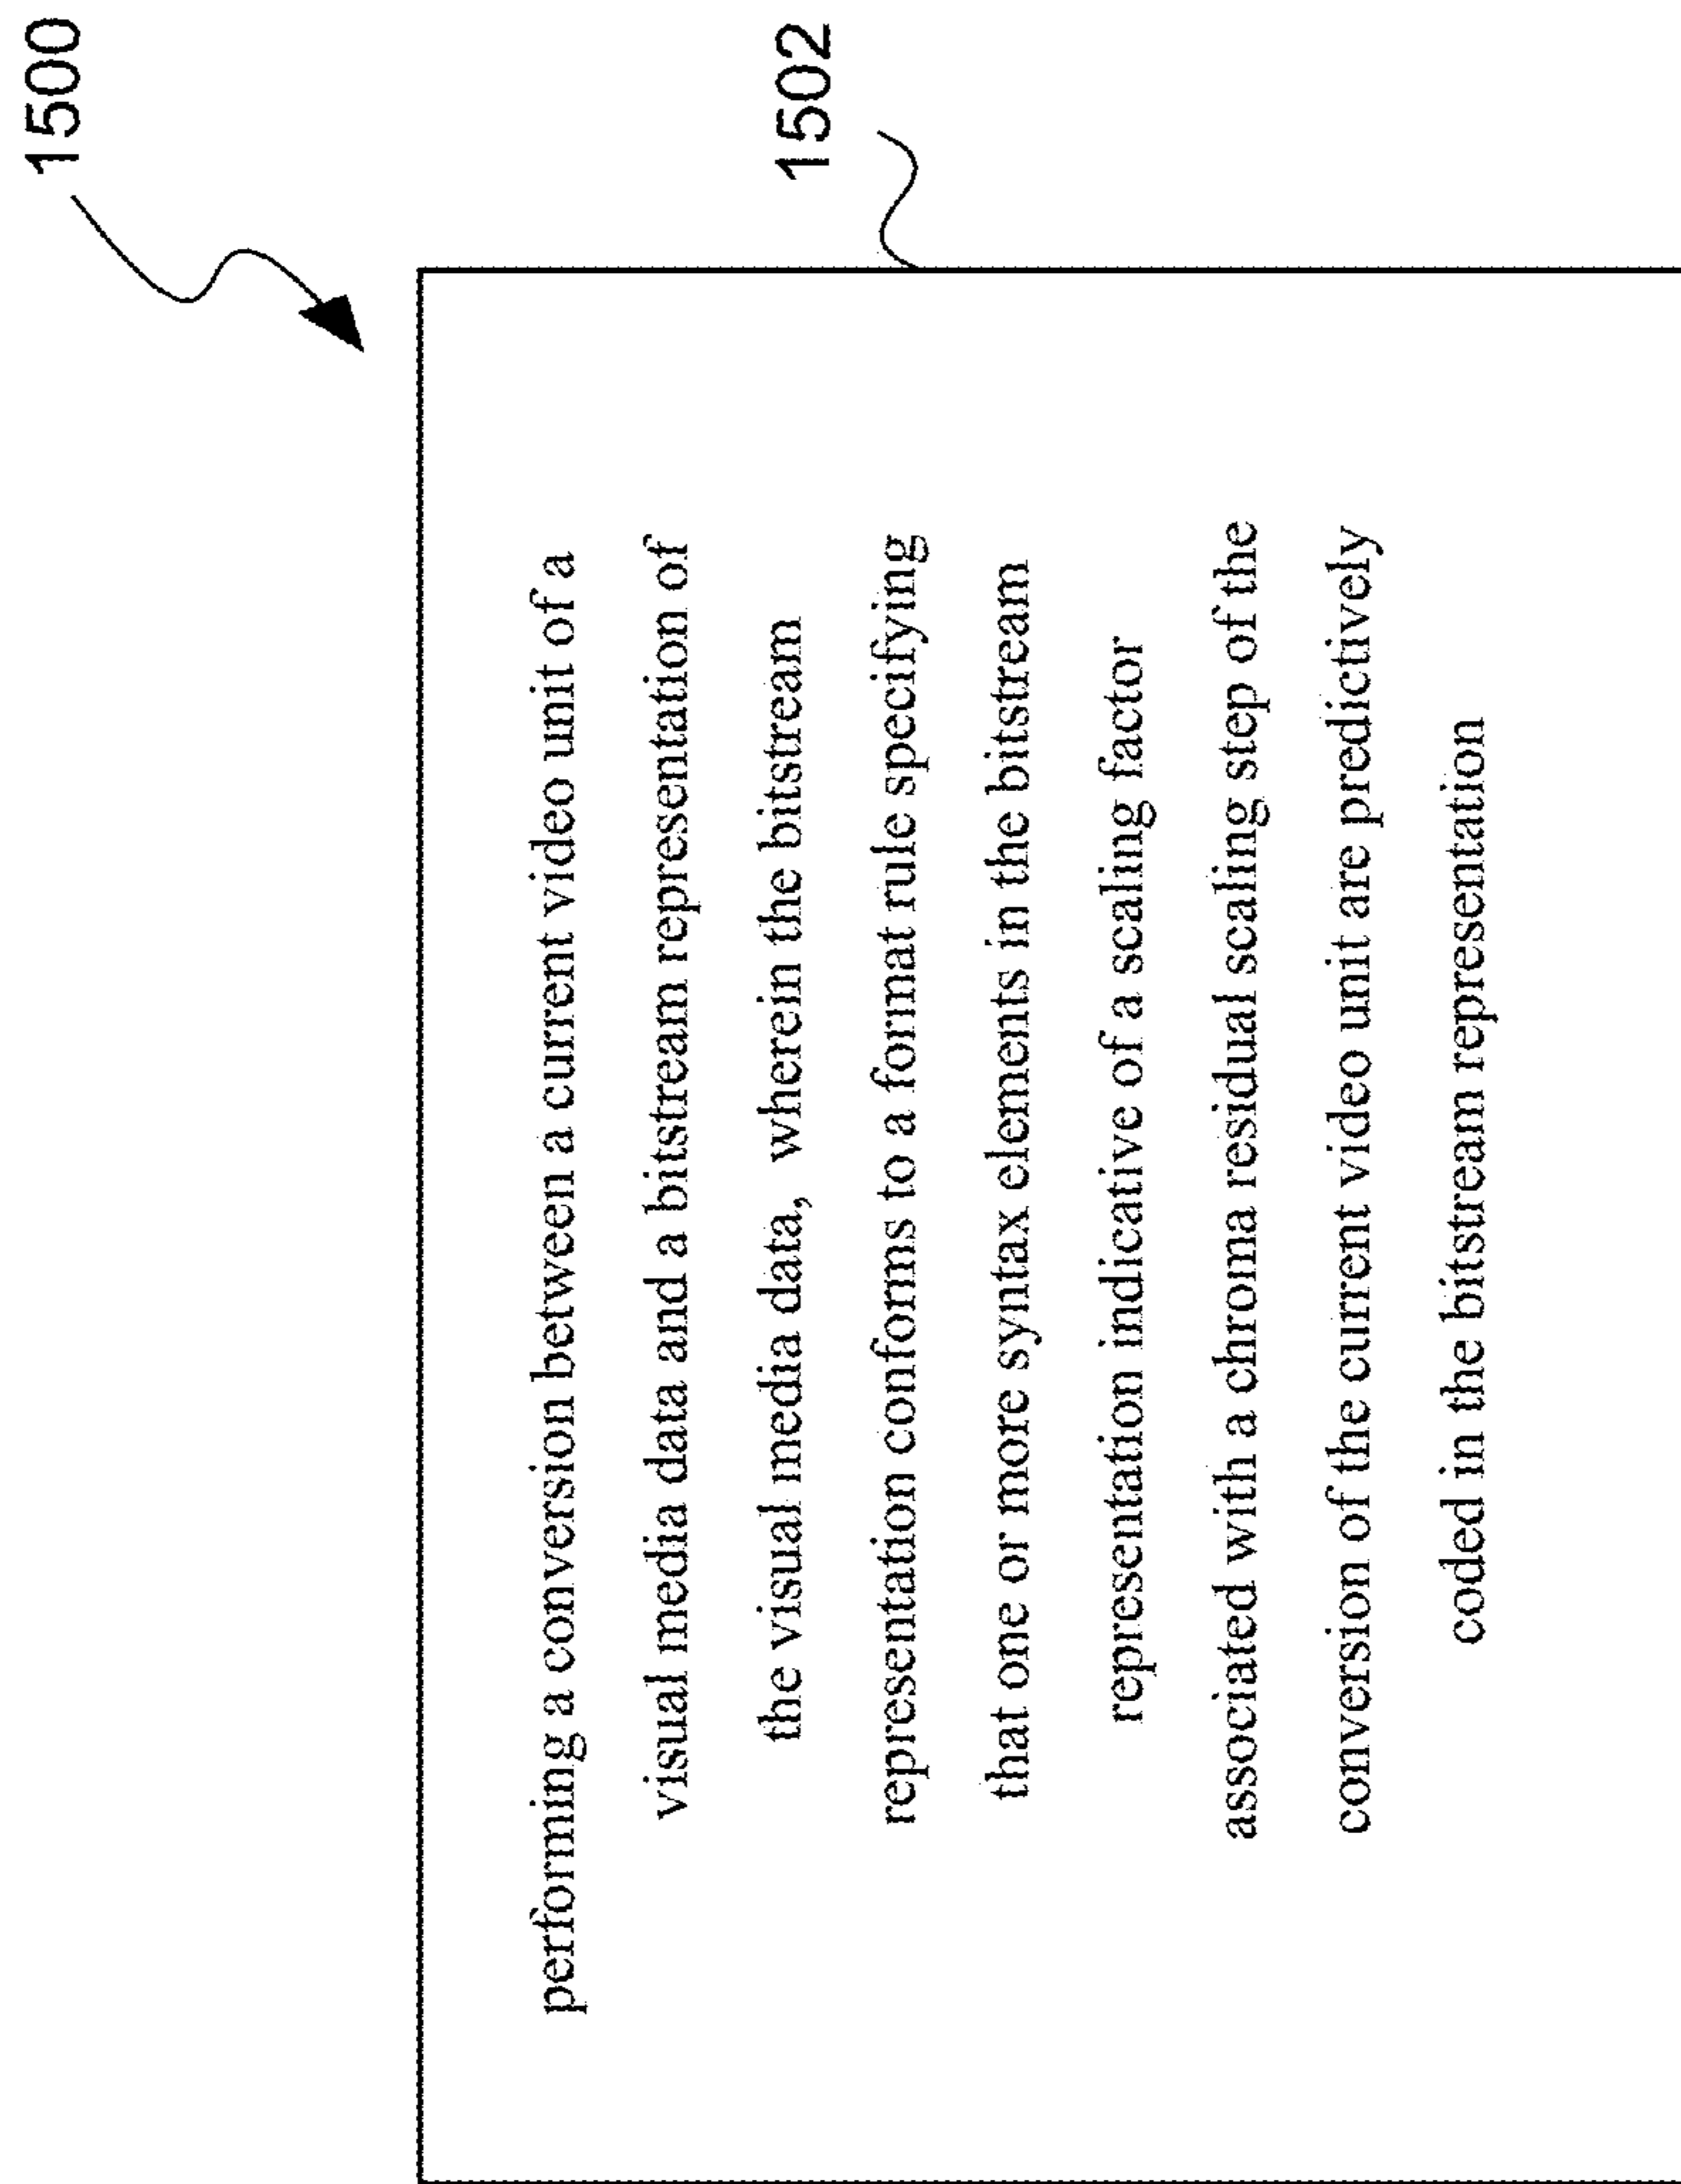 1500
1502
performing a conversion between a current video unit of a
visual media data and a bitstream representation of
the visual media data, wherein the bitstream
representation conforms to a format rule specifying
that one or more syntax elements in the bitstream
representation indicative of a scaling factor
associated with a chroma residual scaling step of the
conversion of the current video unit are predictively
coded in the bitstream representation